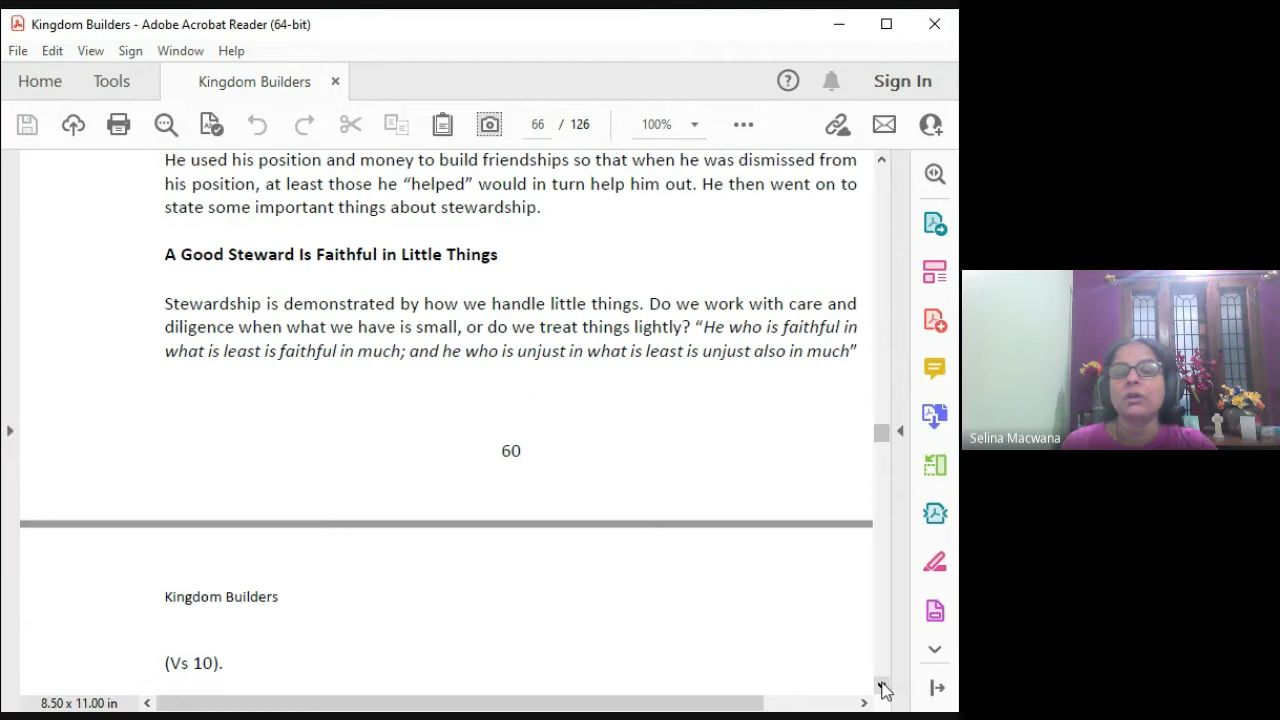 Kingdom Builders - Adobe Acrobat Reader (64-bit)
File Edit View Sign Window Help
Home Tools Kingdom Builders × Sign In
66 / 126 100%
He used his position and money to build friendships so that when he was dismissed from
his position, at least those he “helped” would in turn help him out. He then went on to
state some important things about stewardship.
A Good Steward Is Faithful in Little Things
Stewardship is demonstrated by how we handle little things. Do we work with care and
diligence when what we have is small, or do we treat things lightly? “He who is faithful in
what is least is faithful in much; and he who is unjust in what is least is unjust also in much”
60
Kingdom Builders
(Vs 10).
8.50 x 11.00 in
Selina Macwana